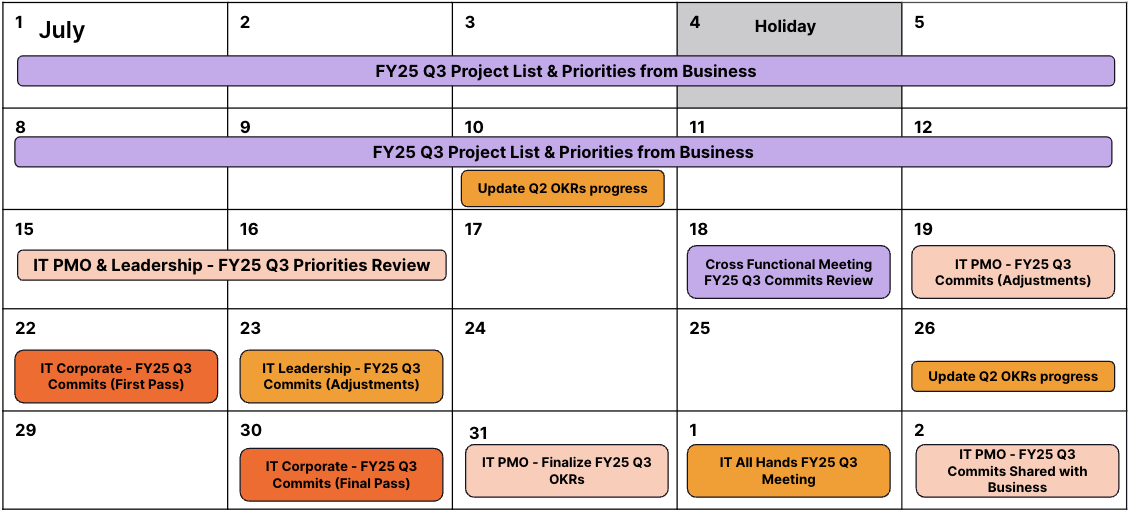 1 July 2 3 4 Holiday 5
FY25 Q3 Project List & Priorities from Business
8 9 10 11 12
FY25 Q3 Project List & Priorities from Business
Update Q2 OKRs progress
15 16 17 18 19
IT PMO & Leadership - FY25 Q3 Priorities Review
Cross Functional Meeting
FY25 Q3 Commits Review
IT PMO - FY25 Q3
Commits (Adjustments)
22 23 24 25 26
IT Corporate - FY25 Q3
Commits (First Pass)
IT Leadership - FY25 Q3
Commits (Adjustments)
Update Q2 OKRs progress
29 30 31 1 2
IT Corporate - FY25 Q3
Commits (Final Pass)
IT PMO - Finalize FY25 Q3
OKRs
IT All Hands FY25 Q3
Meeting
IT PMO - FY25 Q3
Commits Shared with
Business